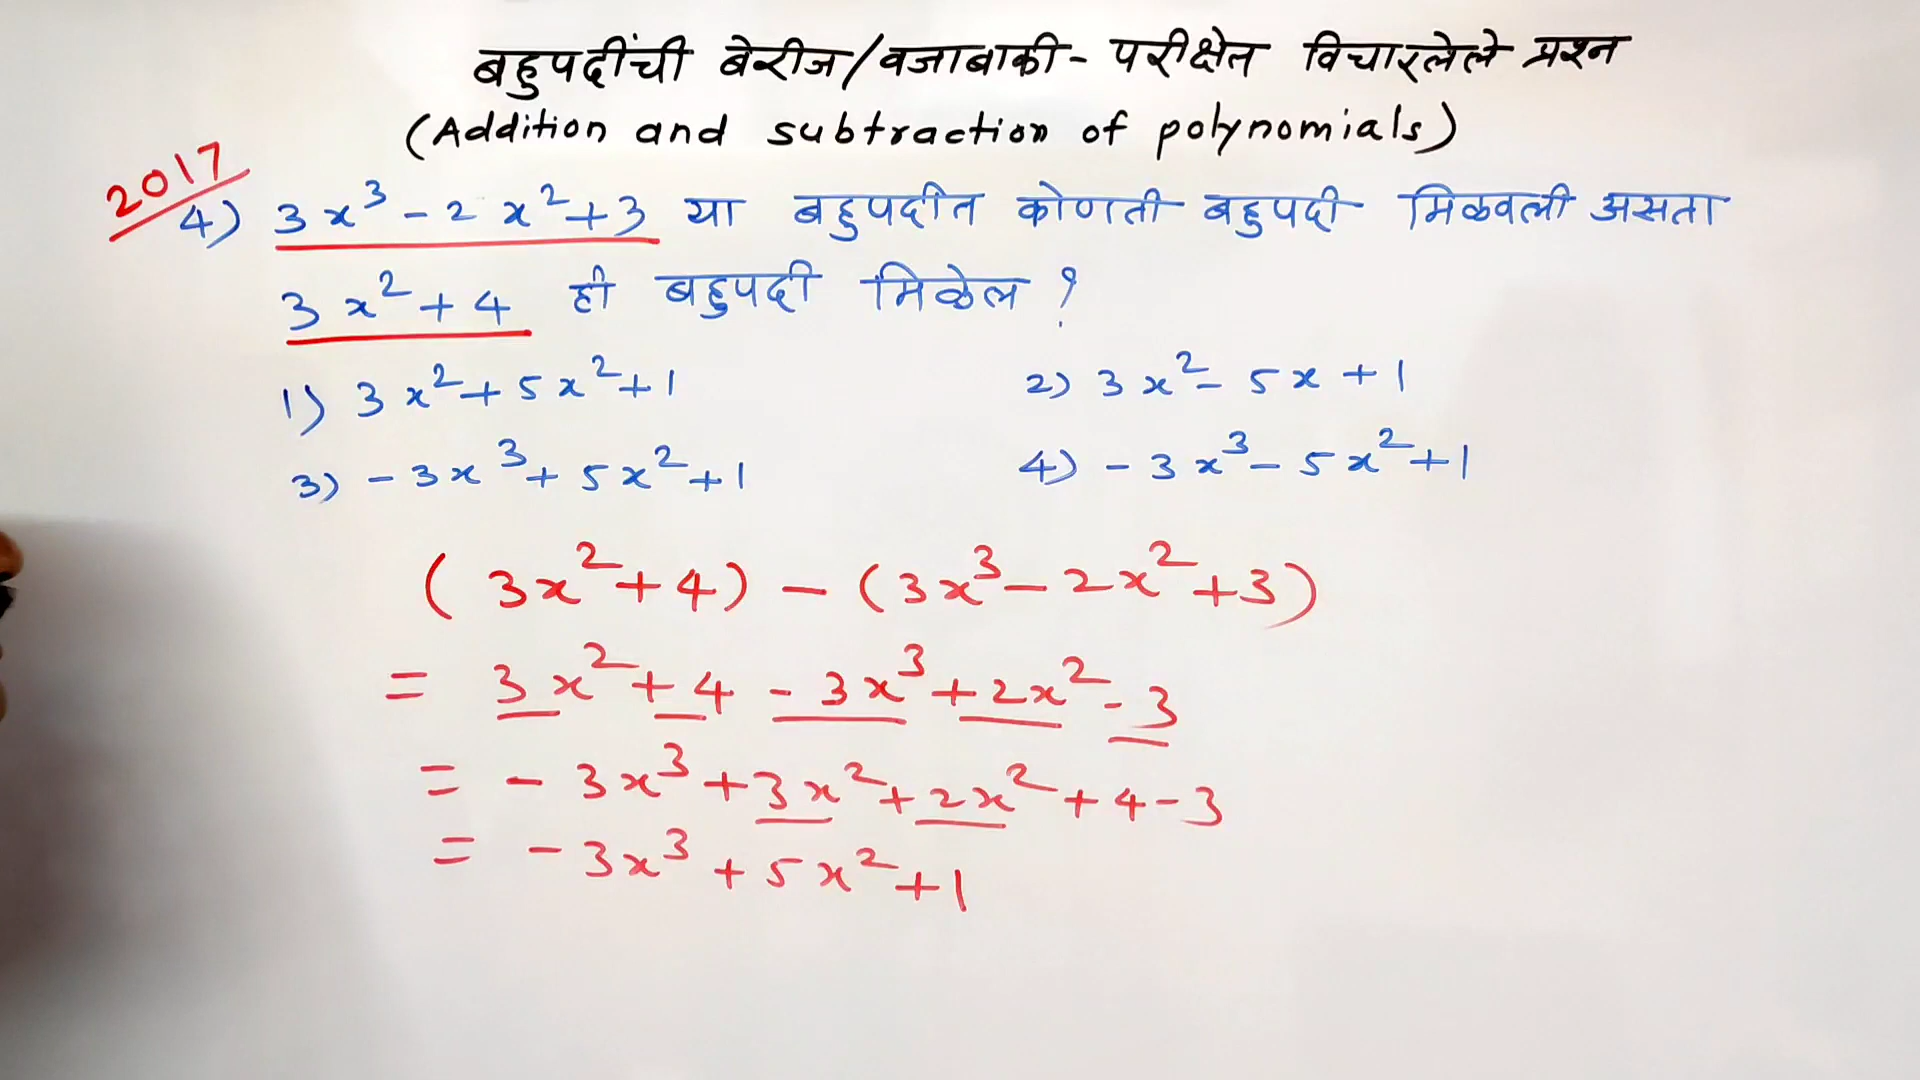 बहुपदींची बेरीज/वजाबाकी - परीक्षेत विचारलेले प्रश्न
(Addition and subtraction of polynomials)
2017
4) 3x³ - 2x² + 3 या बहुपदीत कोणती बहुपदी मिळवली असता
3x² + 4 ही बहुपदी मिळेल ?
1) 3x² + 5x² + 1 2) 3x² - 5x + 1
3) - 3x³ + 5x² + 1 4) - 3x³ - 5x² + 1
(3x² + 4) - (3x³ - 2x² + 3)
= 3x² + 4 - 3x³ + 2x² - 3
= - 3x³ + 3x² + 2x² + 4 - 3
= - 3x³ + 5x² + 1